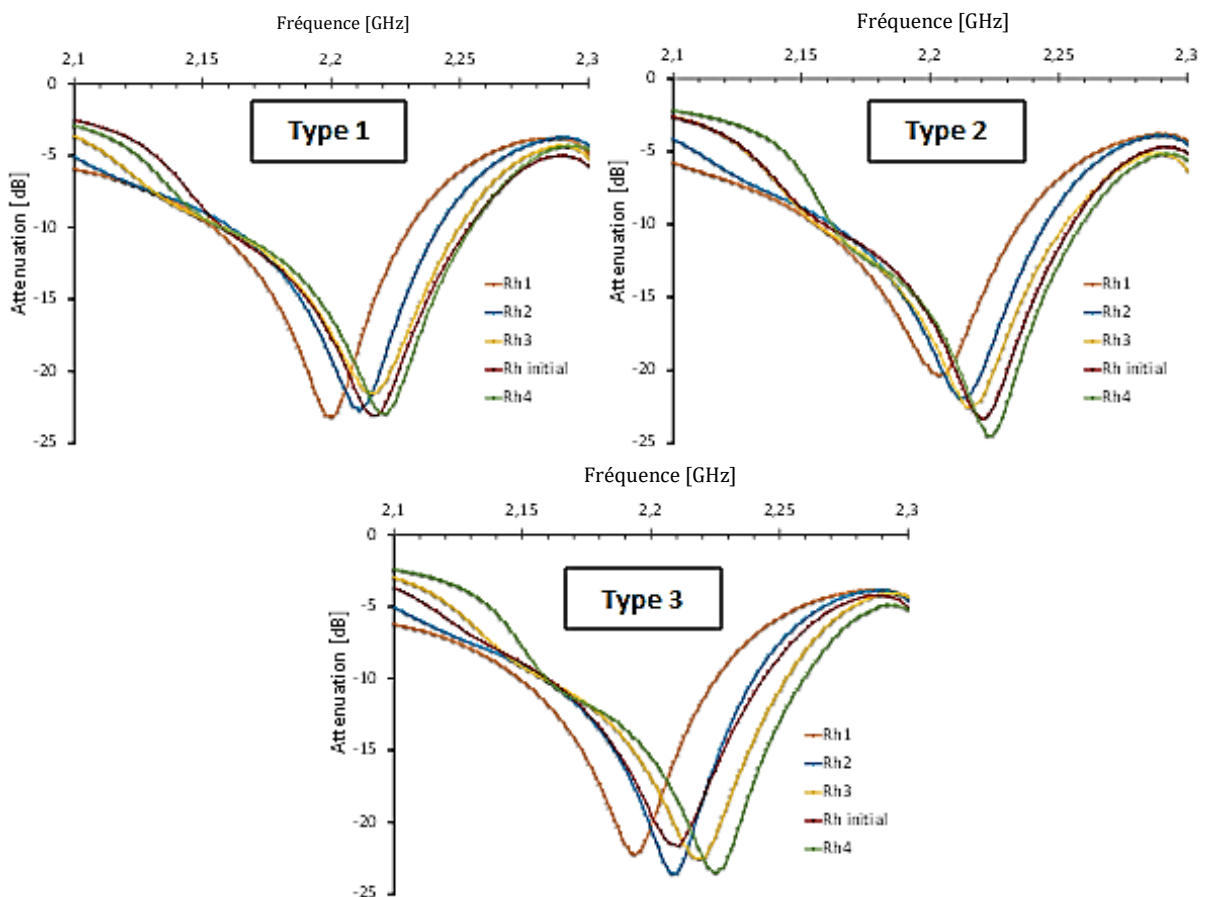 Fréquence [GHz]
2,1 2,15 2,2 2,25 2,3
0
-5
-10
-15
-20
-25
Attenuation [dB]
Type 1
Rh1
Rh2
Rh3
Rh initial
Rh4
Fréquence [GHz]
2,1 2,15 2,2 2,25 2,3
0
-5
-10
-15
-20
-25
Attenuation [dB]
Type 2
Rh1
Rh2
Rh3
Rh initial
Rh4
Fréquence [GHz]
2,1 2,15 2,2 2,25 2,3
0
-5
-10
-15
-20
-25
Attenuation [dB]
Type 3
Rh1
Rh2
Rh3
Rh initial
Rh4